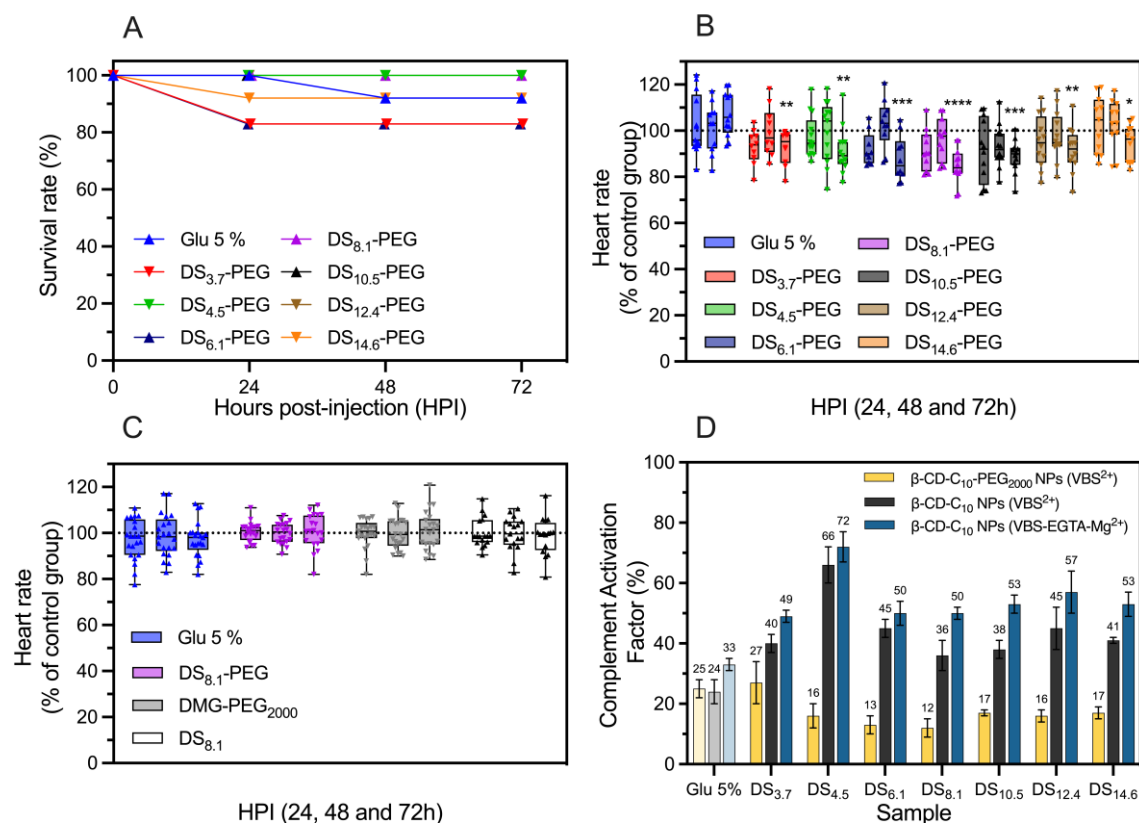 A
Survival rate (%)
100
80
60
40
20
0
Glu 5 %
DS3.7-PEG
DS4.5-PEG
DS6.1-PEG
DS8.1-PEG
DS10.5-PEG
DS12.4-PEG
DS14.6-PEG
0 24 48 72
Hours post-injection (HPI)
B
Heart rate
(% of control group)
120
100
80
60
40
20
0
** ** *** **** *** ** *
Glu 5 %
DS3.7-PEG
DS4.5-PEG
DS6.1-PEG
DS8.1-PEG
DS10.5-PEG
DS12.4-PEG
DS14.6-PEG
HPI (24, 48 and 72h)
C
Heart rate
(% of control group)
120
100
80
60
40
20
0
Glu 5 %
DS8.1-PEG
DMG-PEG2000
DS8.1
HPI (24, 48 and 72h)
D
Complement Activation
Factor (%)
100
80
60
40
20
0
β-CD-C10-PEG2000 NPs (VBS2+)
β-CD-C10 NPs (VBS2+)
β-CD-C10 NPs (VBS-EGTA-Mg2+)
25 24 33
27 40 49
16 66 72
13 45 50
12 36 50
17 38 53
16 45 57
17 41 53
Glu 5% DS3.7 DS4.5 DS6.1 DS8.1 DS10.5 DS12.4 DS14.6
Sample